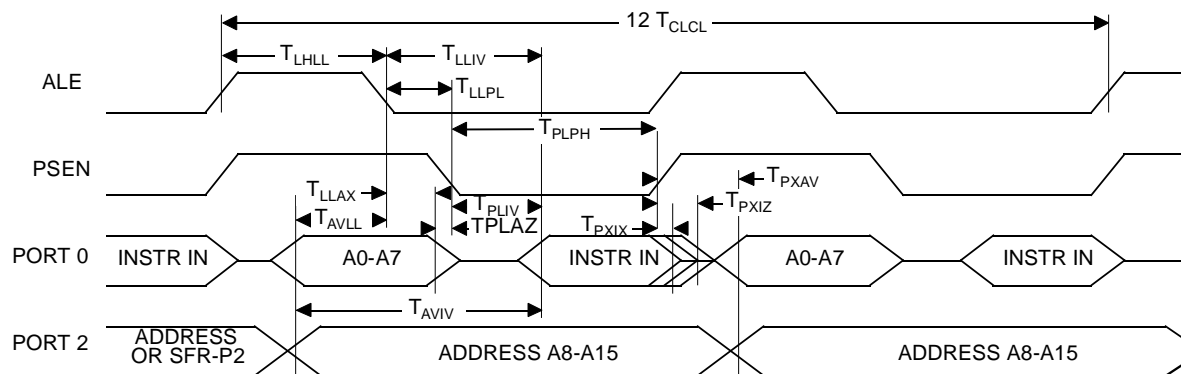 12 TCLCL
TLHLL TLLIV
ALE
TLLPL
TPLPH
PSEN
TPXAV
TLLAX
TPXIZ
TPLIV
TAVLL
TPLAZ
TPXIX
PORT 0 INSTR IN A0-A7 INSTR IN A0-A7 INSTR IN
TAVIV
PORT 2 ADDRESS OR SFR-P2 ADDRESS A8-A15 ADDRESS A8-A15